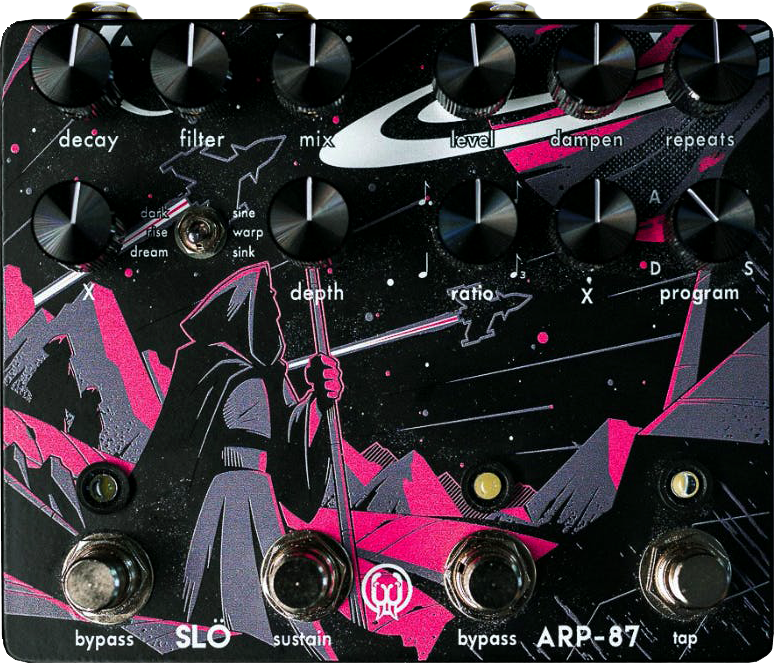 decay filter mix level dampen repeats
dark sine
rise warp
dream sink
A
D S
3
X depth ratio X program
bypass SLÖ sustain bypass ARP-87 tap